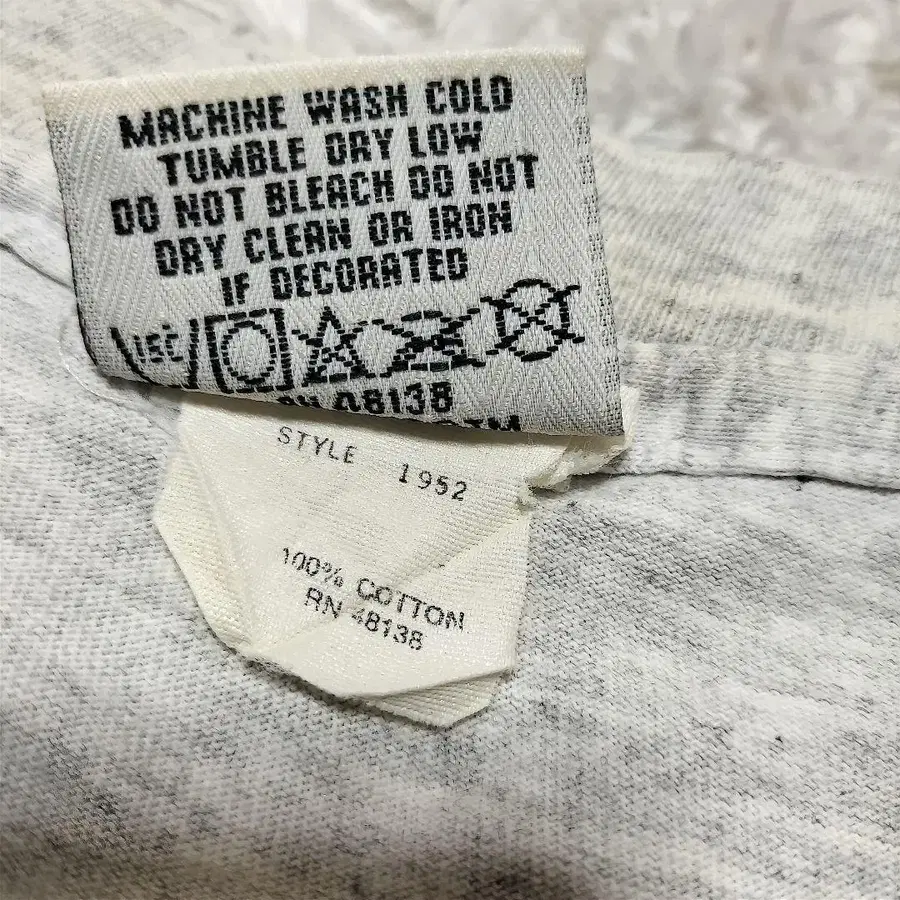 MACHINE WASH COLD
TUMBLE DRY LOW
DO NOT BLEACH DO NOT
DRY CLEAN OR IRON
IF DECORATED
48138
STYLE 1952
100% COTTON
RN 48138